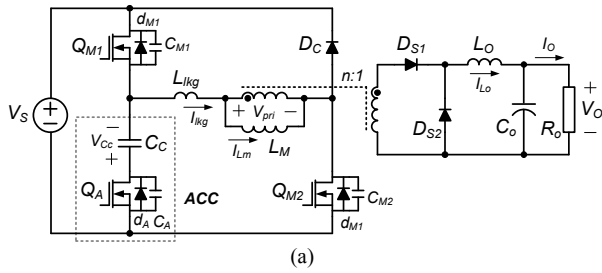 d_M1
Q_M1
C_M1
D_C
D_S1
L_O
I_O
L_lkg
n:1
I_lkg
+ V_pri −
L_M
I_Lm
V_S
+
−
−
V_Cc
+
C_C
I_Lo
D_S2
C_o
R_o
+
V_O
−
Q_A
ACC
d_A
C_A
Q_M2
C_M2
d_M1
(a)